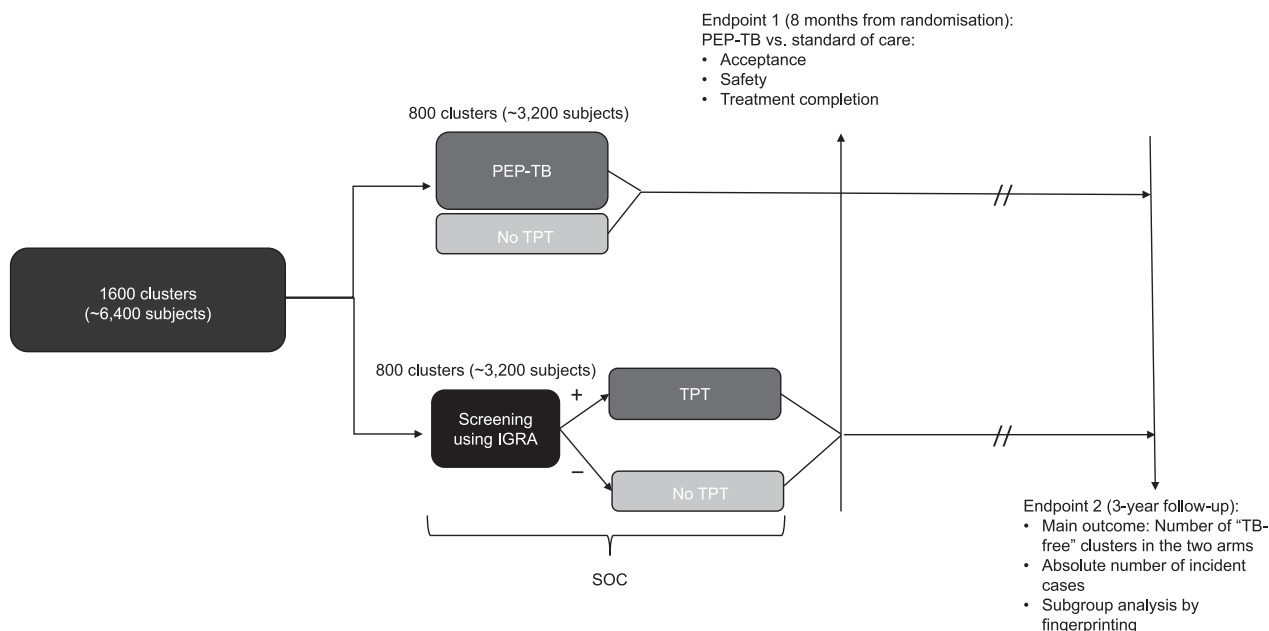 Endpoint 1 (8 months from randomisation):
PEP-TB vs. standard of care:
• Acceptance
• Safety
• Treatment completion
800 clusters (~3,200 subjects)
PEP-TB
No TPT
1600 clusters
(~6,400 subjects)
800 clusters (~3,200 subjects)
Screening
using IGRA
+
TPT
–
No TPT
SOC
Endpoint 2 (3-year follow-up):
• Main outcome: Number of “TB-
free” clusters in the two arms
• Absolute number of incident
cases
• Subgroup analysis by
fingerprinting